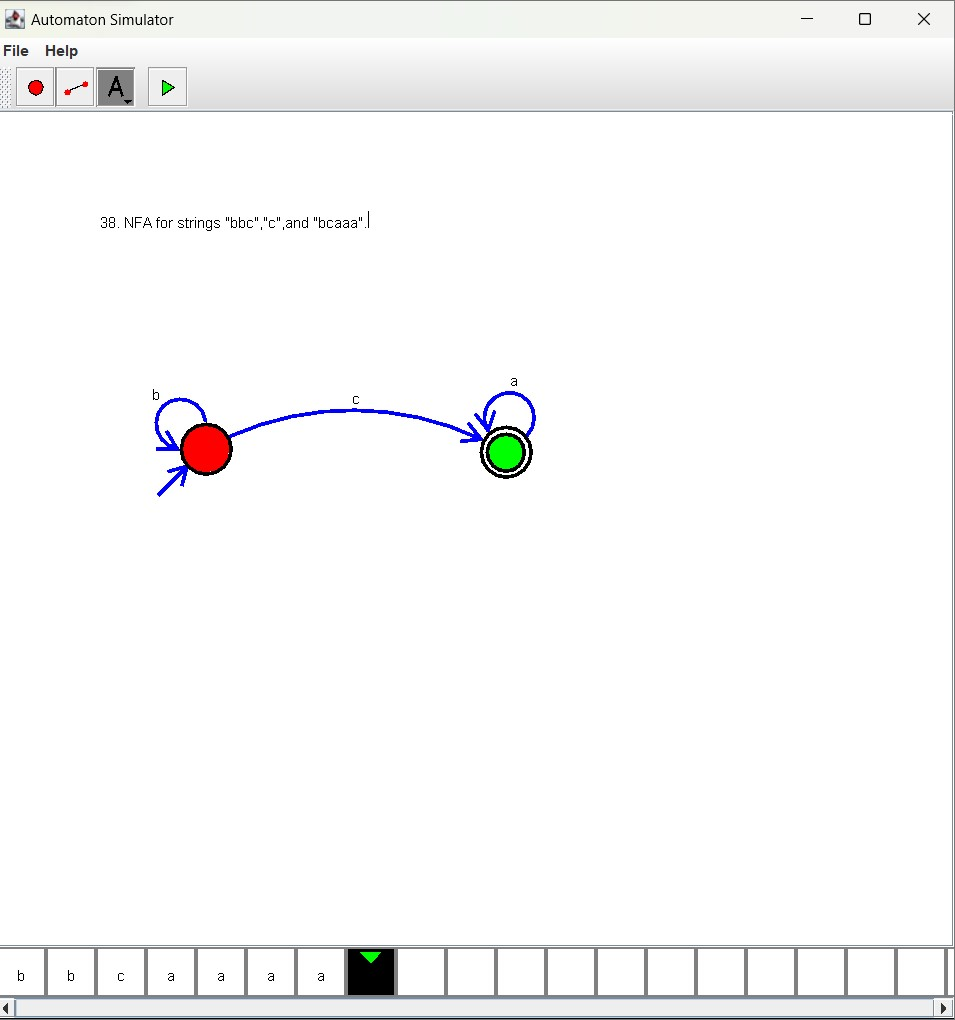 Automaton Simulator
File Help
A
38. NFA for strings "bbc","c",and "bcaaa".
b
c
a
b b c a a a a